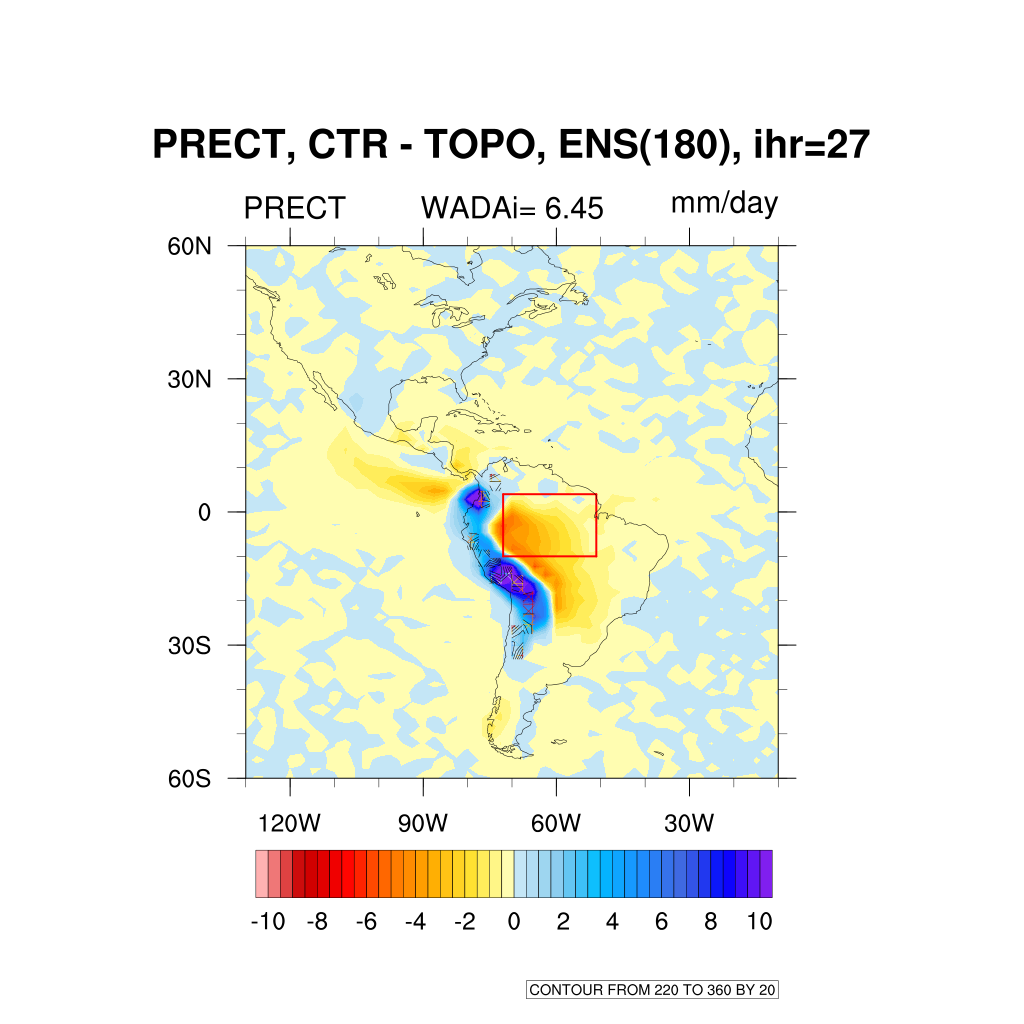 PRECT, CTR - TOPO, ENS(180), ihr=27
PRECT WADAi= 6.45 mm/day
60N
30N
0
30S
60S
120W 90W 60W 30W
-10 -8 -6 -4 -2 0 2 4 6 8 10
CONTOUR FROM 220 TO 360 BY 20